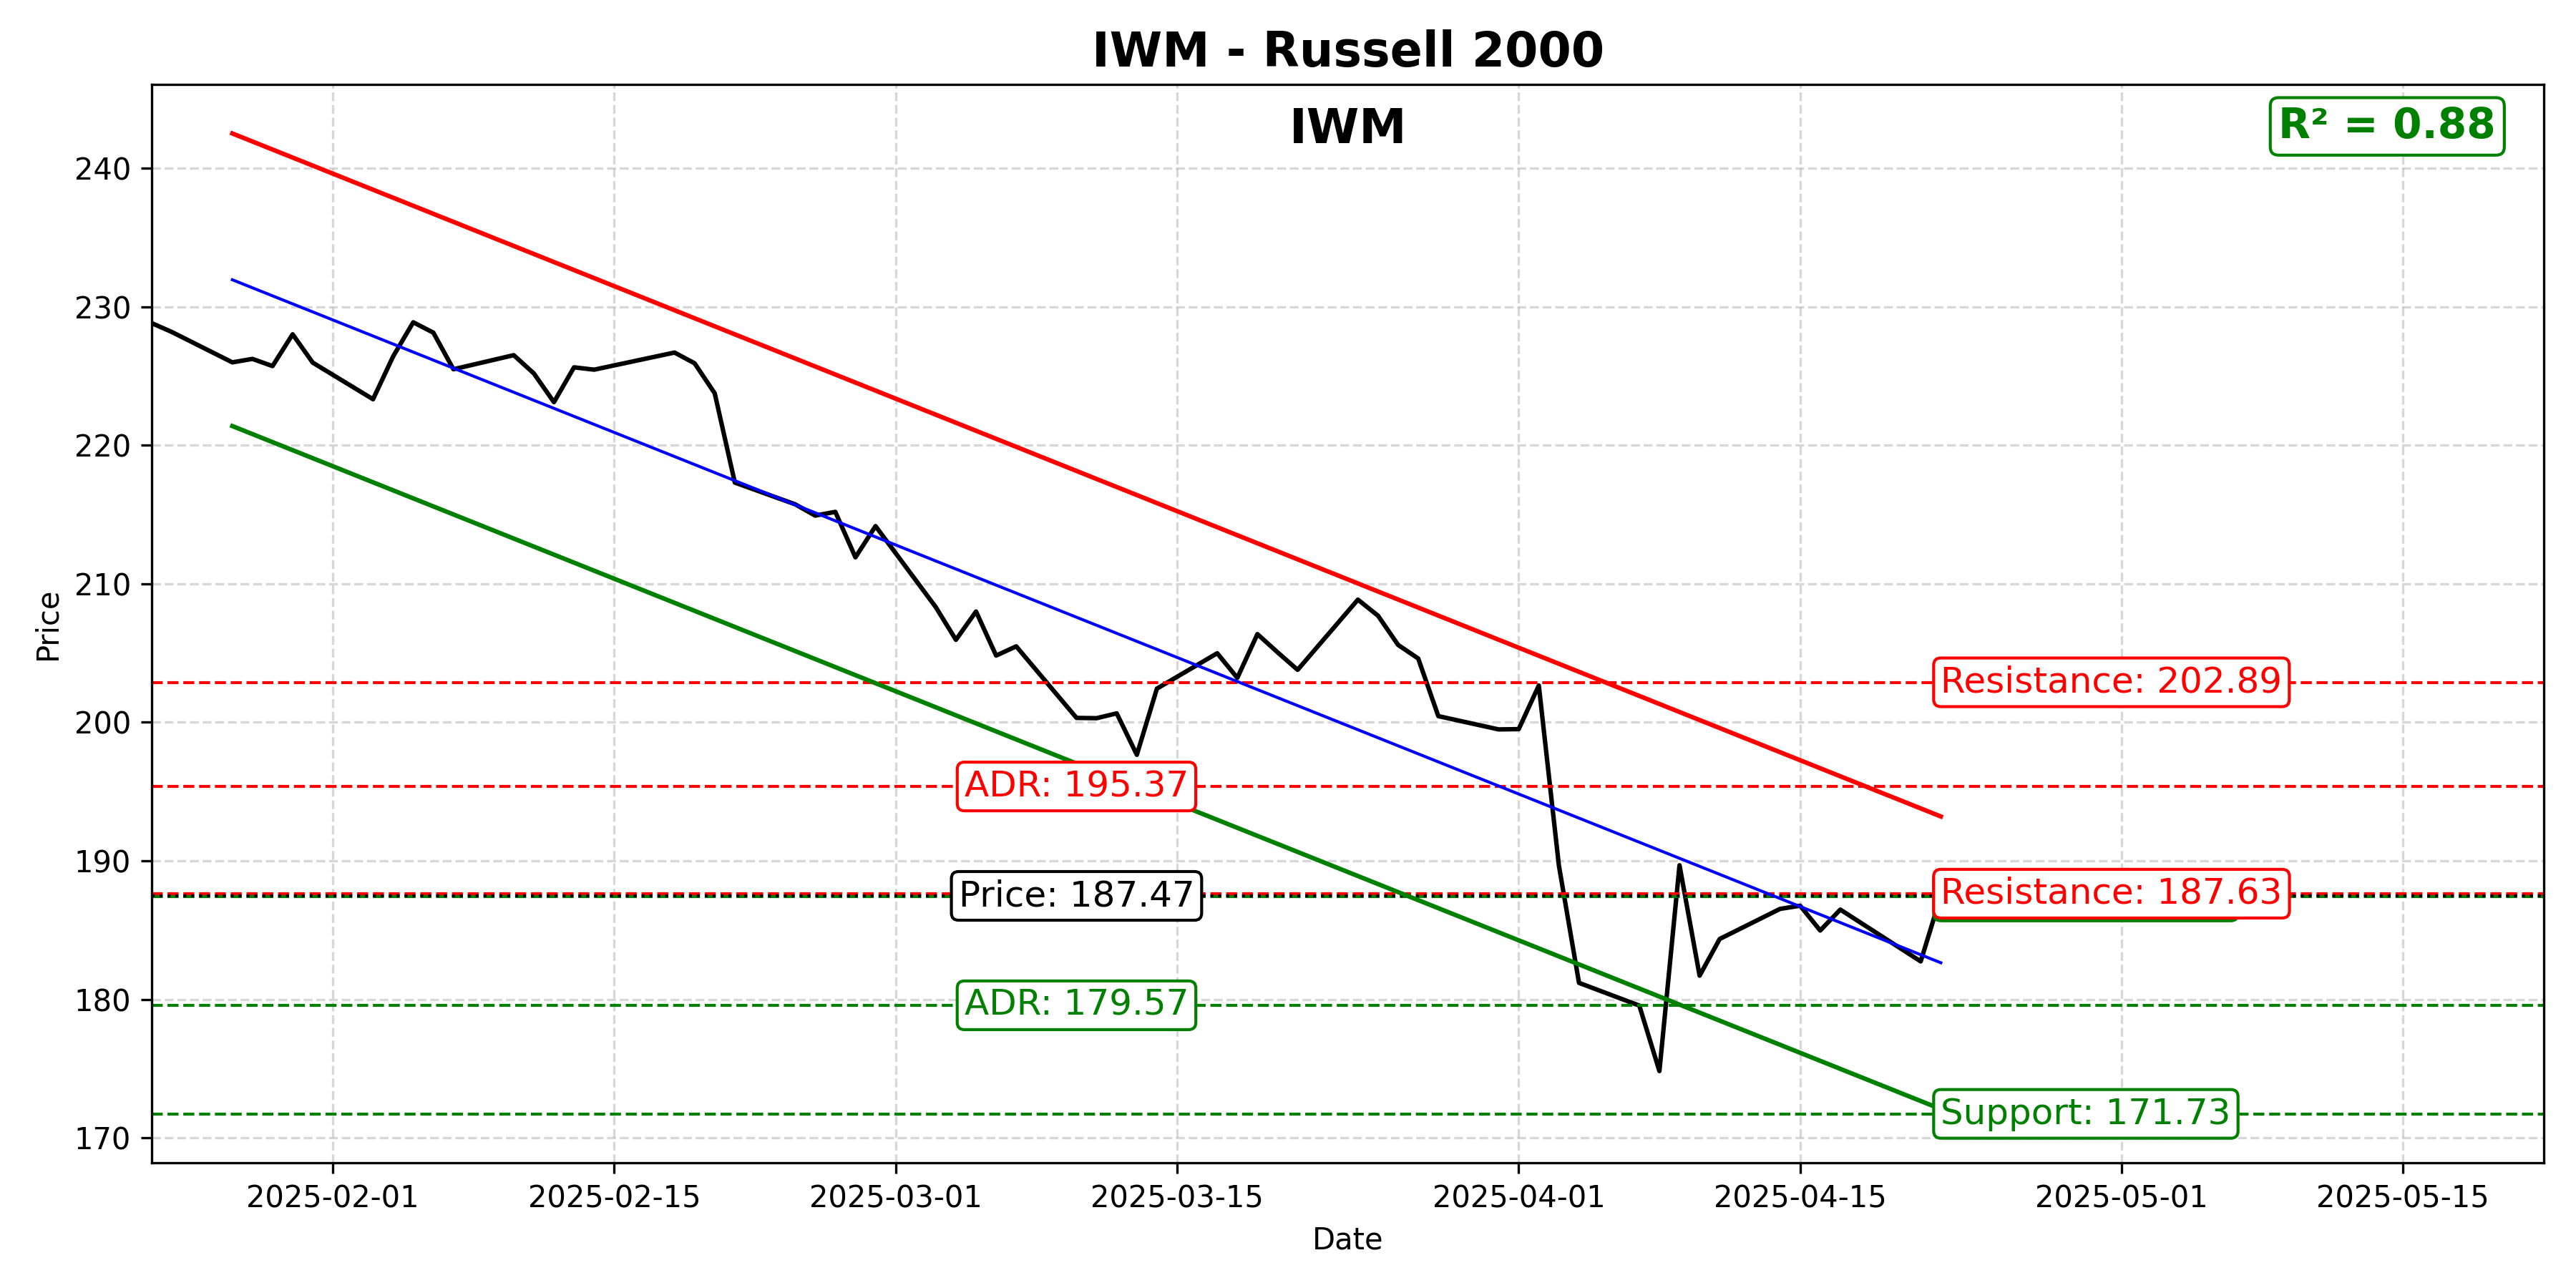 IWM - Russell 2000
IWM
R² = 0.88
240
230
220
210
200
190
180
170
Price
Resistance: 202.89
ADR: 195.37
Price: 187.47
Resistance: 187.63
ADR: 179.57
Support: 171.73
2025-02-01
2025-02-15
2025-03-01
2025-03-15
2025-04-01
2025-04-15
2025-05-01
2025-05-15
Date